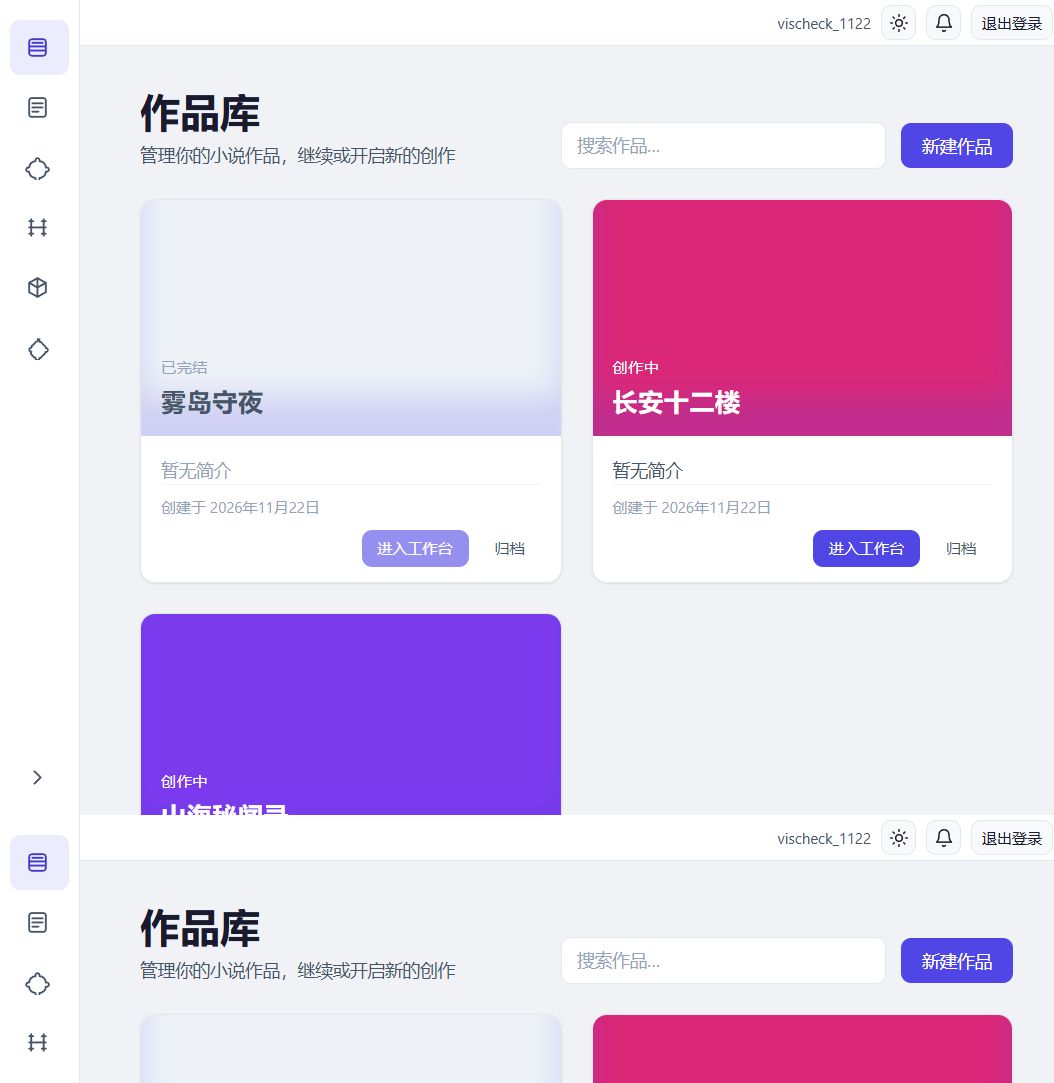 vischeck_1122 退出登录
作品库
管理你的小说作品，继续或开启新的创作
搜索作品...
新建作品
已完结
雾岛守夜
暂无简介
创建于 2026年11月22日
进入工作台 归档
创作中
长安十二楼
暂无简介
创建于 2026年11月22日
进入工作台 归档
创作中
山海秘闻录
vischeck_1122 退出登录
作品库
管理你的小说作品，继续或开启新的创作
搜索作品...
新建作品